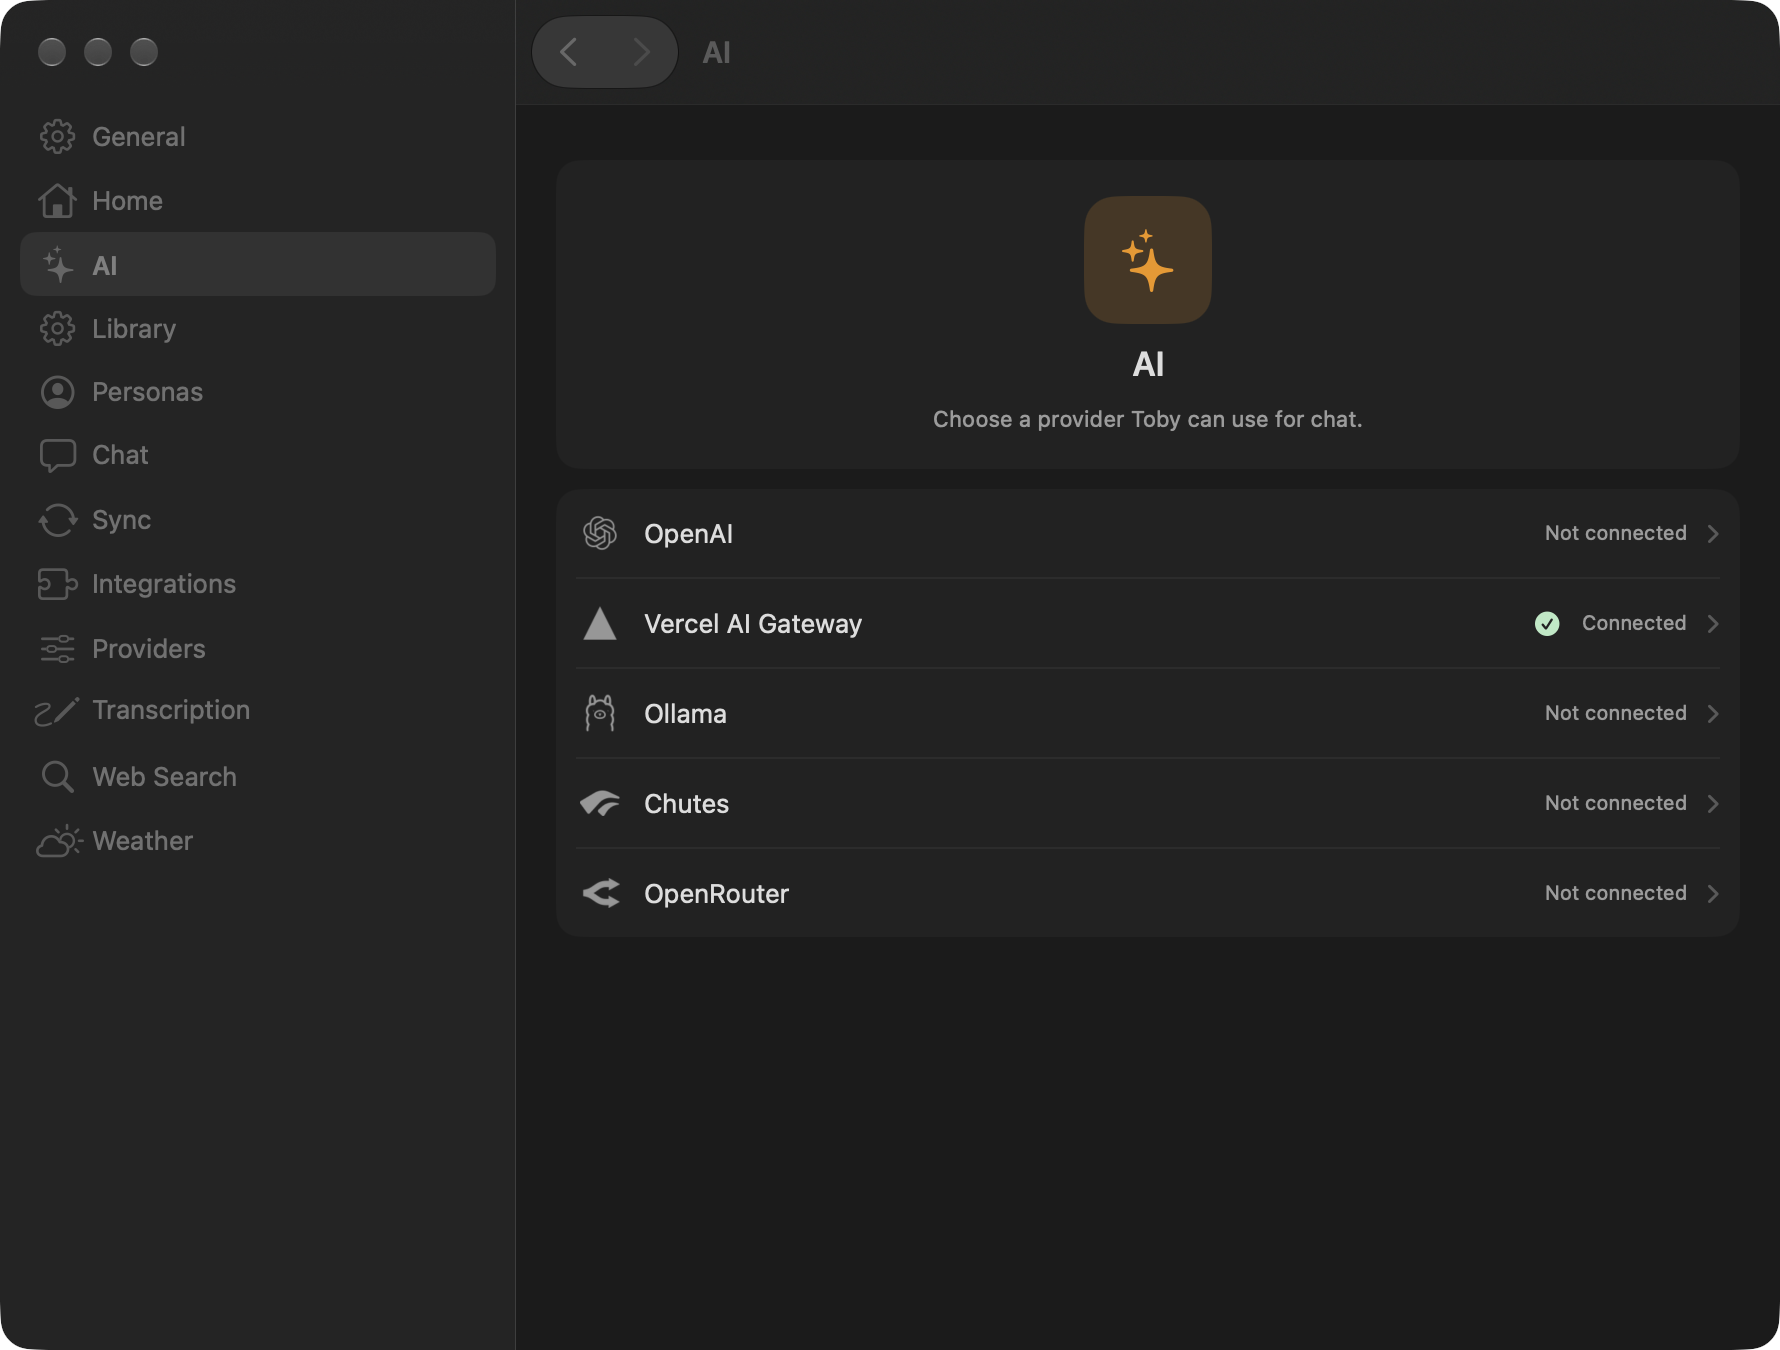 AI
General
Home
AI
Library
Personas
Chat
Sync
Integrations
Providers
Transcription
Web Search
Weather
AI
Choose a provider Toby can use for chat.
OpenAI Not connected
Vercel AI Gateway Connected
Ollama Not connected
Chutes Not connected
OpenRouter Not connected